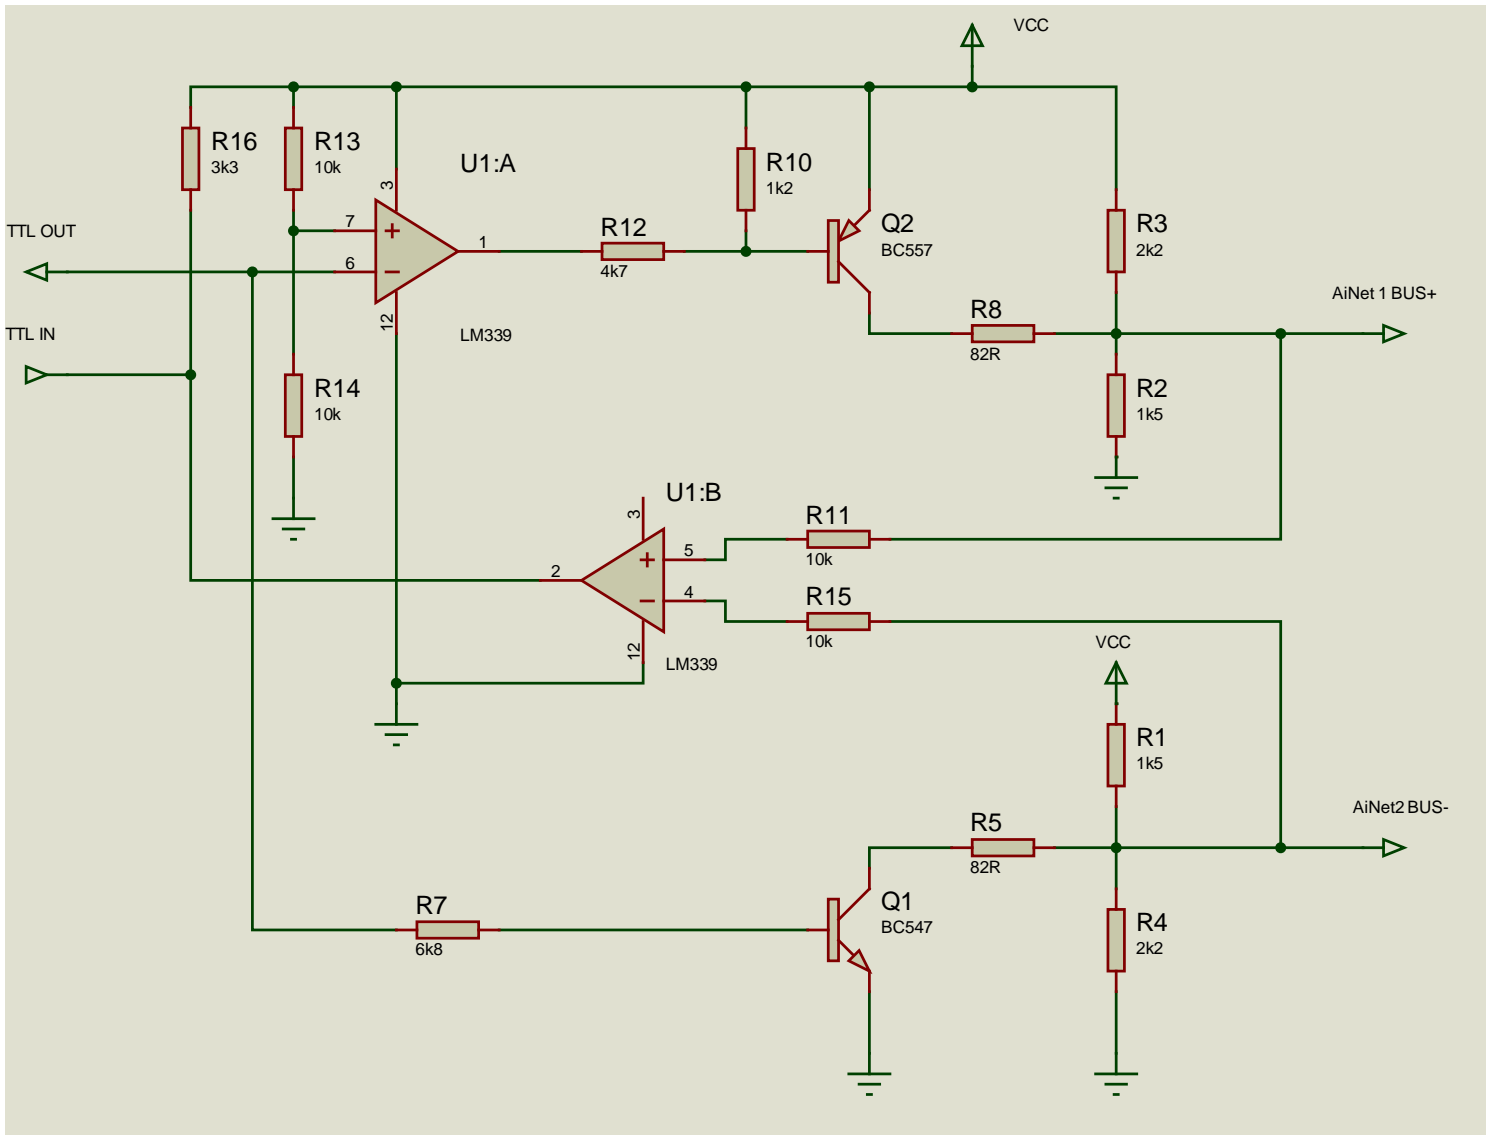 VCC
R16
3k3
R13
10k
U1:A
3
R10
1k2
7
6
1
12
LM339
R12
4k7
Q2
BC557
R3
2k2
TTL OUT
TTL IN
AiNet 1 BUS+
R8
82R
R14
10k
R2
1k5
U1:B
3
5
4
2
12
LM339
R11
10k
R15
10k
VCC
R1
1k5
AiNet2 BUS-
R5
82R
R7
6k8
Q1
BC547
R4
2k2